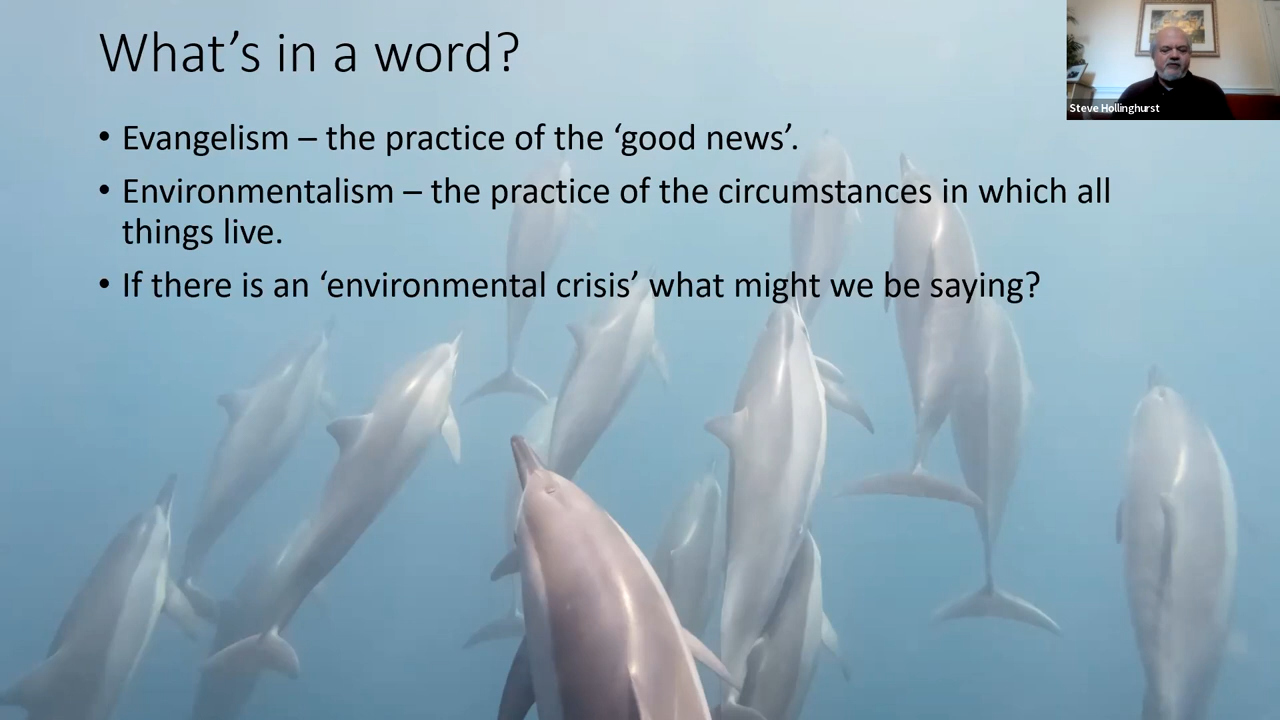 What’s in a word?
Steve Hollinghurst
• Evangelism – the practice of the ‘good news’.
• Environmentalism – the practice of the circumstances in which all
things live.
• If there is an ‘environmental crisis’ what might we be saying?